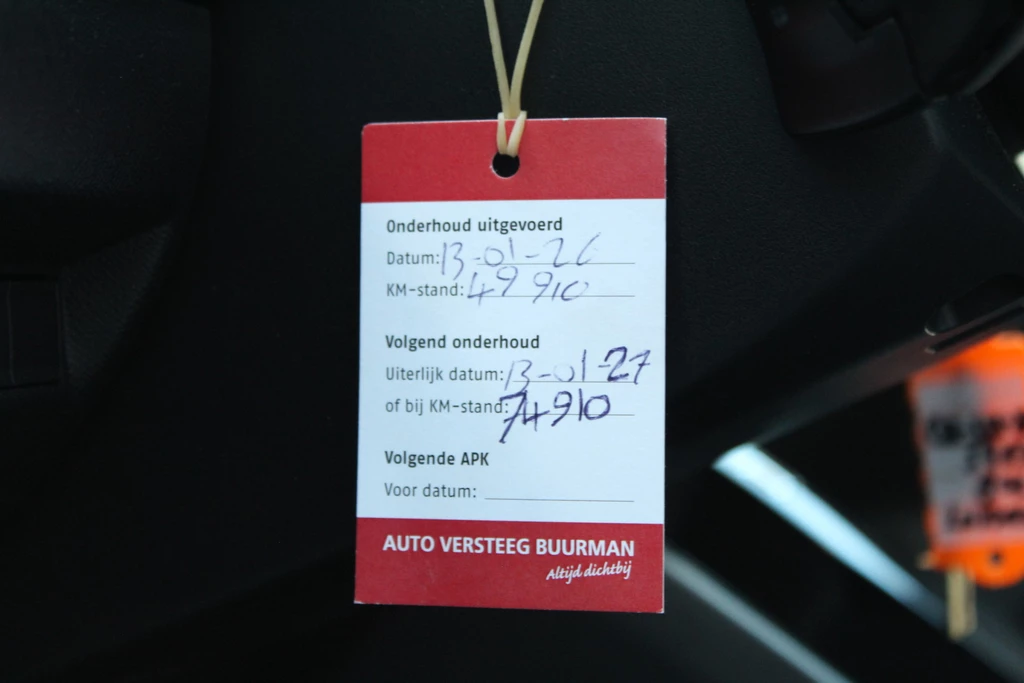 Onderhoud uitgevoerd
Datum: 13-01-26
KM-stand: 49 910
Volgend onderhoud
Uiterlijk datum: 13-01-27
of bij KM-stand: 74910
Volgende APK
Voor datum:
AUTO VERSTEEG BUURMAN
Altijd dichtbij